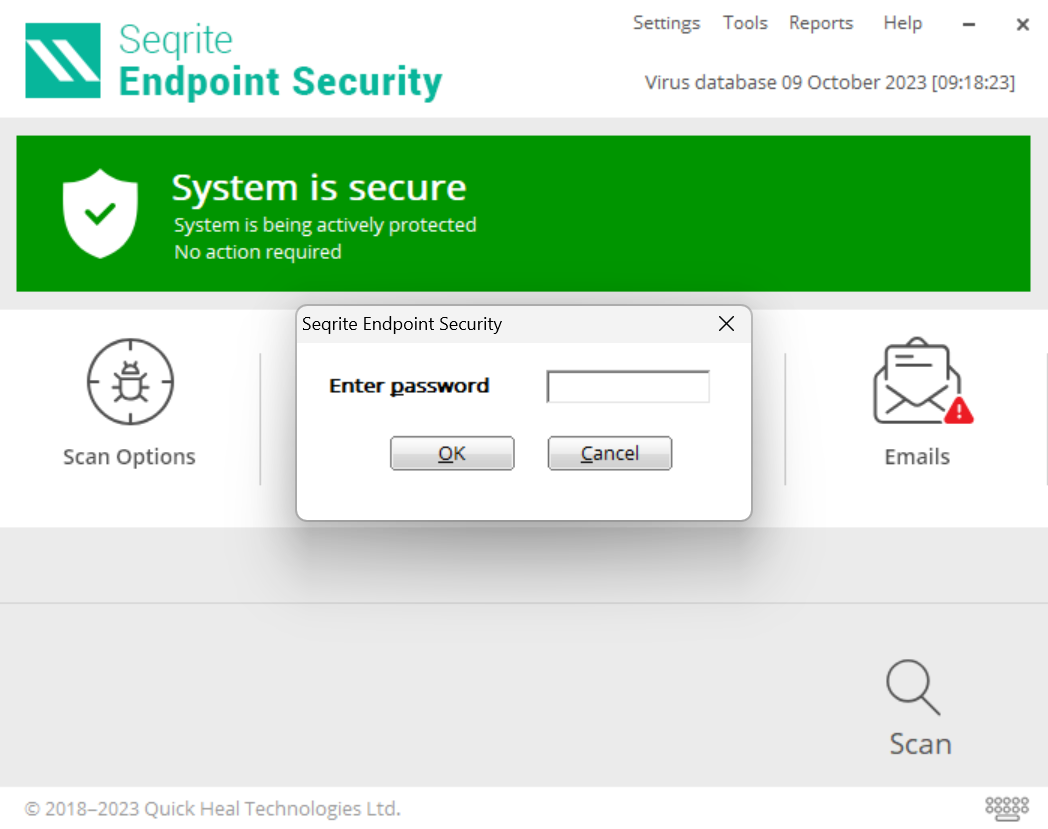 Seqrite
Endpoint Security
Settings Tools Reports Help
Virus database 09 October 2023 [09:18:23]
System is secure
System is being actively protected
No action required
Seqrite Endpoint Security
Enter password
OK Cancel
Scan Options
Emails
Scan
© 2018–2023 Quick Heal Technologies Ltd.